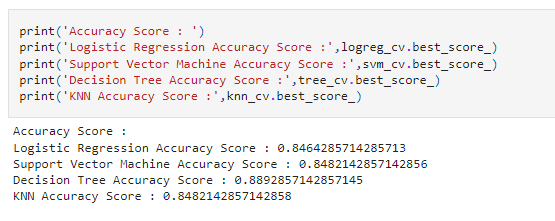 print('Accuracy Score : ')
print('Logistic Regression Accuracy Score :',logreg_cv.best_score_)
print('Support Vector Machine Accuracy Score :',svm_cv.best_score_)
print('Decision Tree Accuracy Score :',tree_cv.best_score_)
print('KNN Accuracy Score :',knn_cv.best_score_)
Accuracy Score :
Logistic Regression Accuracy Score : 0.8464285714285713
Support Vector Machine Accuracy Score : 0.8482142857142856
Decision Tree Accuracy Score : 0.8892857142857145
KNN Accuracy Score : 0.8482142857142858